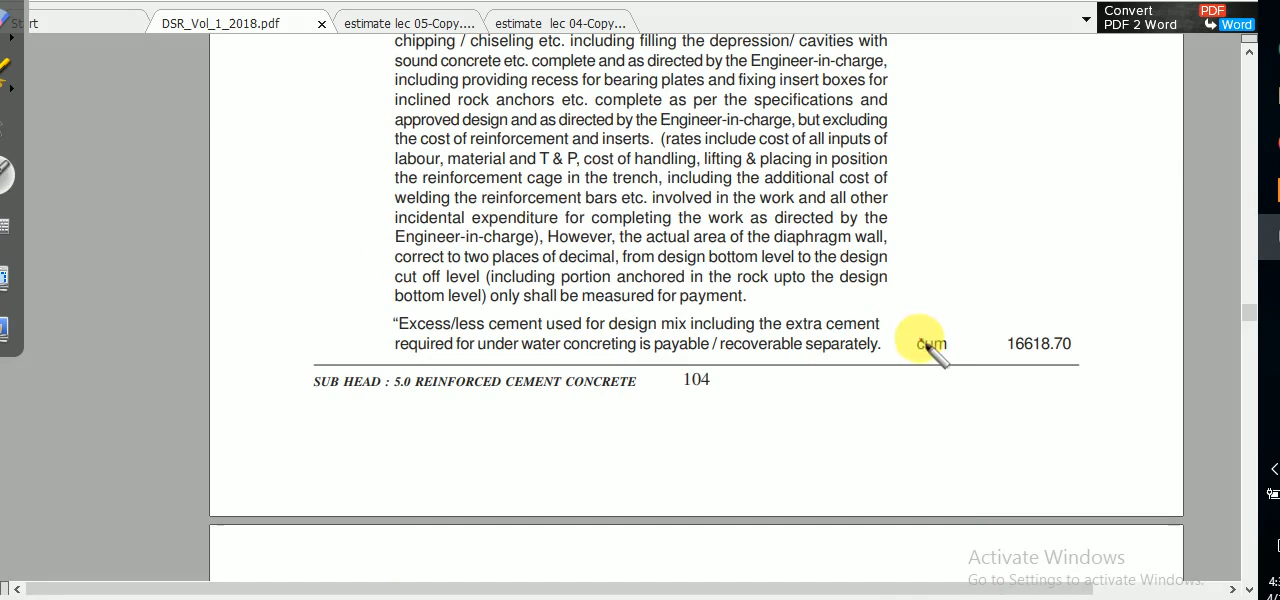 Start
DSR_Vol_1_2018.pdf
estimate lec 05-Copy....
estimate lec 04-Copy...
Convert
PDF 2 Word
PDF
Word
chipping / chiseling etc. including filling the depression/ cavities with
sound concrete etc. complete and as directed by the Engineer-in-charge,
including providing recess for bearing plates and fixing insert boxes for
inclined rock anchors etc. complete as per the specifications and
approved design and as directed by the Engineer-in-charge, but excluding
the cost of reinforcement and inserts. (rates include cost of all inputs of
labour, material and T & P, cost of handling, lifting & placing in position
the reinforcement cage in the trench, including the additional cost of
welding the reinforcement bars etc. involved in the work and all other
incidental expenditure for completing the work as directed by the
Engineer-in-charge), However, the actual area of the diaphragm wall,
correct to two places of decimal, from design bottom level to the design
cut off level (including portion anchored in the rock upto the design
bottom level) only shall be measured for payment.
“Excess/less cement used for design mix including the extra cement
required for under water concreting is payable / recoverable separately. cum 16618.70
SUB HEAD : 5.0 REINFORCED CEMENT CONCRETE 104
Activate Windows
Go to Settings to activate Windows.